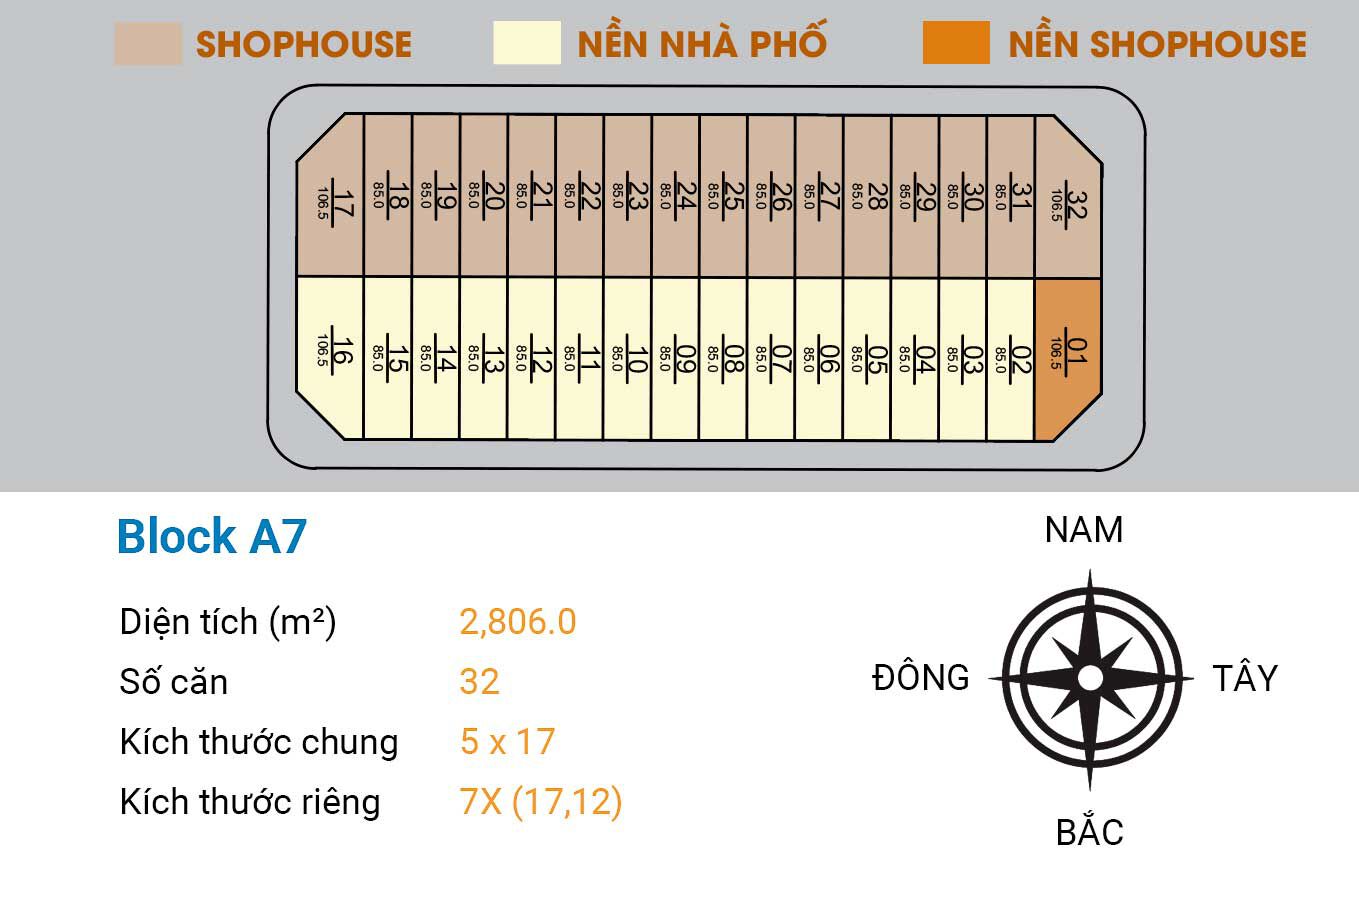 SHOPHOUSE NỀN NHÀ PHỐ NỀN SHOPHOUSE
17 18 19 20 21 22 23 24 25 26 27 28 29 30 31 32
106.5 85.0 85.0 85.0 85.0 85.0 85.0 85.0 85.0 85.0 85.0 85.0 85.0 85.0 85.0 106.5
16 15 14 13 12 11 10 09 08 07 06 05 04 03 02 01
106.5 85.0 85.0 85.0 85.0 85.0 85.0 85.0 85.0 85.0 85.0 85.0 85.0 85.0 85.0 106.5
Block A7
Diện tích (m²) 2,806.0
Số căn 32
Kích thước chung 5 x 17
Kích thước riêng 7X (17,12)
NAM
ĐÔNG TÂY
BẮC